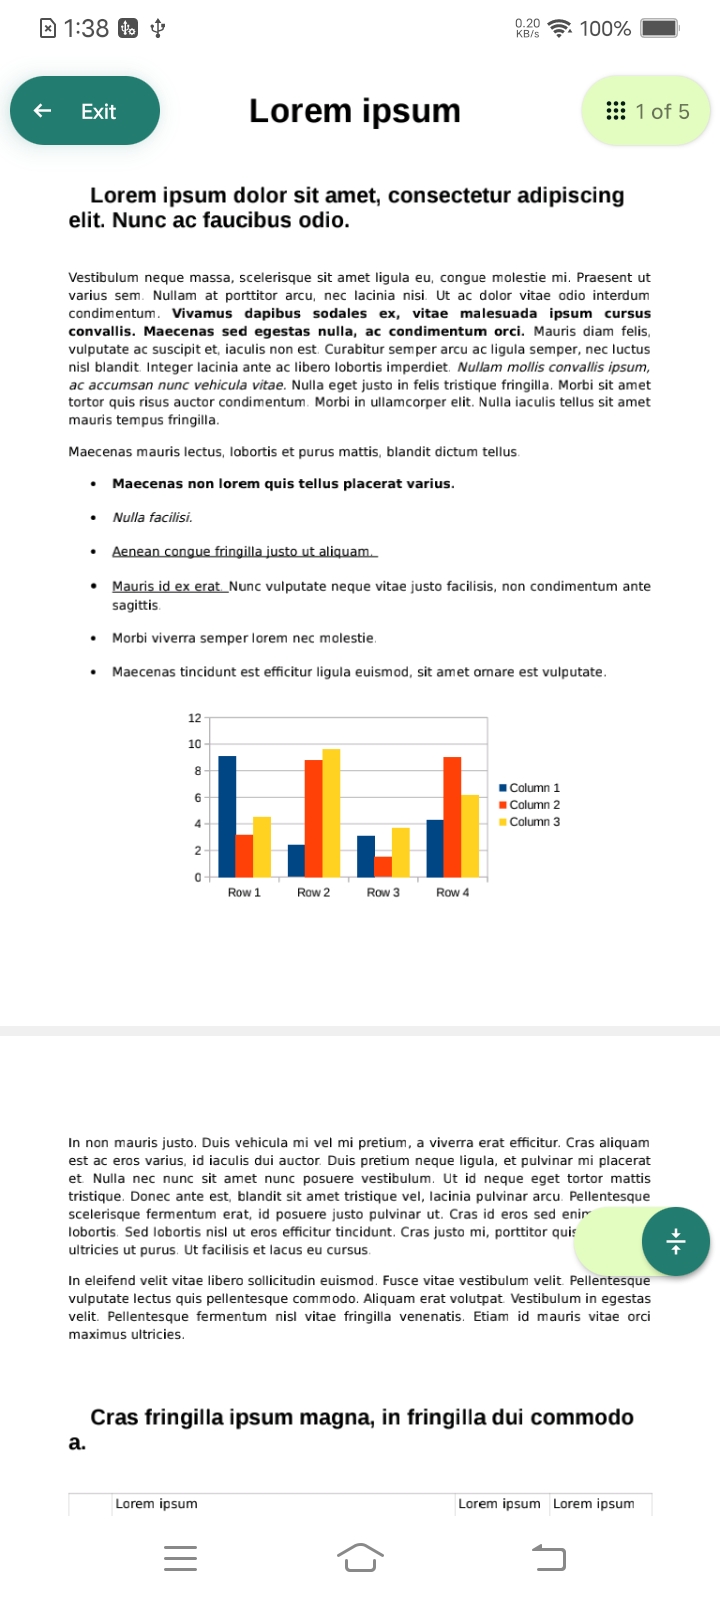 1:38
0.20 KB/s
100%
Exit
Lorem ipsum
1 of 5
Lorem ipsum dolor sit amet, consectetur adipiscing
elit. Nunc ac faucibus odio.
Vestibulum neque massa, scelerisque sit amet ligula eu, congue molestie mi. Praesent ut
varius sem. Nullam at porttitor arcu, nec lacinia nisi. Ut ac dolor vitae odio interdum
condimentum. Vivamus dapibus sodales ex, vitae malesuada ipsum cursus
convallis. Maecenas sed egestas nulla, ac condimentum orci. Mauris diam felis,
vulputate ac suscipit et, iaculis non est. Curabitur semper arcu ac ligula semper, nec luctus
nisl blandit. Integer lacinia ante ac libero lobortis imperdiet. Nullam mollis convallis ipsum,
ac accumsan nunc vehicula vitae. Nulla eget justo in felis tristique fringilla. Morbi sit amet
tortor quis risus auctor condimentum. Morbi in ullamcorper elit. Nulla iaculis tellus sit amet
mauris tempus fringilla.
Maecenas mauris lectus, lobortis et purus mattis, blandit dictum tellus.
• Maecenas non lorem quis tellus placerat varius.
• Nulla facilisi.
• Aenean congue fringilla justo ut aliquam.
• Mauris id ex erat. Nunc vulputate neque vitae justo facilisis, non condimentum ante
sagittis.
• Morbi viverra semper lorem nec molestie.
• Maecenas tincidunt est efficitur ligula euismod, sit amet ornare est vulputate.
12
10
8
6
4
2
0
Row 1 Row 2 Row 3 Row 4
Column 1
Column 2
Column 3
In non mauris justo. Duis vehicula mi vel mi pretium, a viverra erat efficitur. Cras aliquam
est ac eros varius, id iaculis dui auctor. Duis pretium neque ligula, et pulvinar mi placerat
et. Nulla nec nunc sit amet nunc posuere vestibulum. Ut id neque eget tortor mattis
tristique. Donec ante est, blandit sit amet tristique vel, lacinia pulvinar arcu. Pellentesque
scelerisque fermentum erat, id posuere justo pulvinar ut. Cras id eros sed
lobortis. Sed lobortis nisl ut eros efficitur tincidunt. Cras justo mi, porttitor
ultricies ut purus. Ut facilisis et lacus eu cursus.
In eleifend velit vitae libero sollicitudin euismod. Fusce vitae vestibulum velit. Pellentesque
vulputate lectus quis pellentesque commodo. Aliquam erat volutpat. Vestibulum in egestas
velit. Pellentesque fermentum nisl vitae fringilla venenatis. Etiam id mauris vitae orci
maximus ultricies.
Cras fringilla ipsum magna, in fringilla dui commodo
a.
Lorem ipsum Lorem ipsum Lorem ipsum